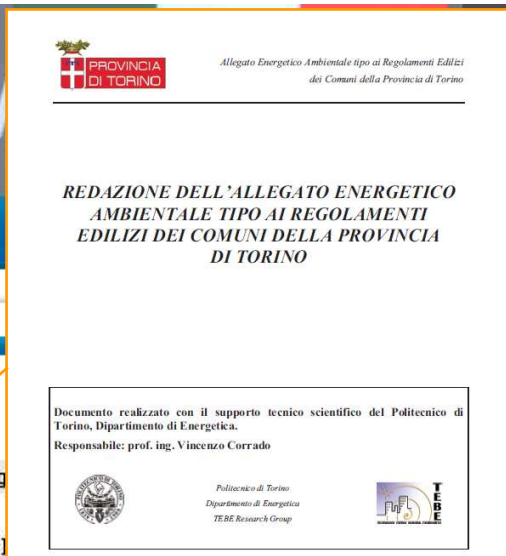 PROVINCIA
DI TORINO
Allegato Energetico Ambientale tipo ai Regolamenti Edilizi
dei Comuni della Provincia di Torino
REDAZIONE DELL'ALLEGATO ENERGETICO
AMBIENTALE TIPO AI REGOLAMENTI
EDILIZI DEI COMUNI DELLA PROVINCIA
DI TORINO
Documento realizzato con il supporto tecnico scientifico del Politecnico di
Torino, Dipartimento di Energetica.
Responsabile: prof. ing. Vincenzo Corrado
Politecnico di Torino
Dipartimento di Energetica
TEBE Research Group
TEBE